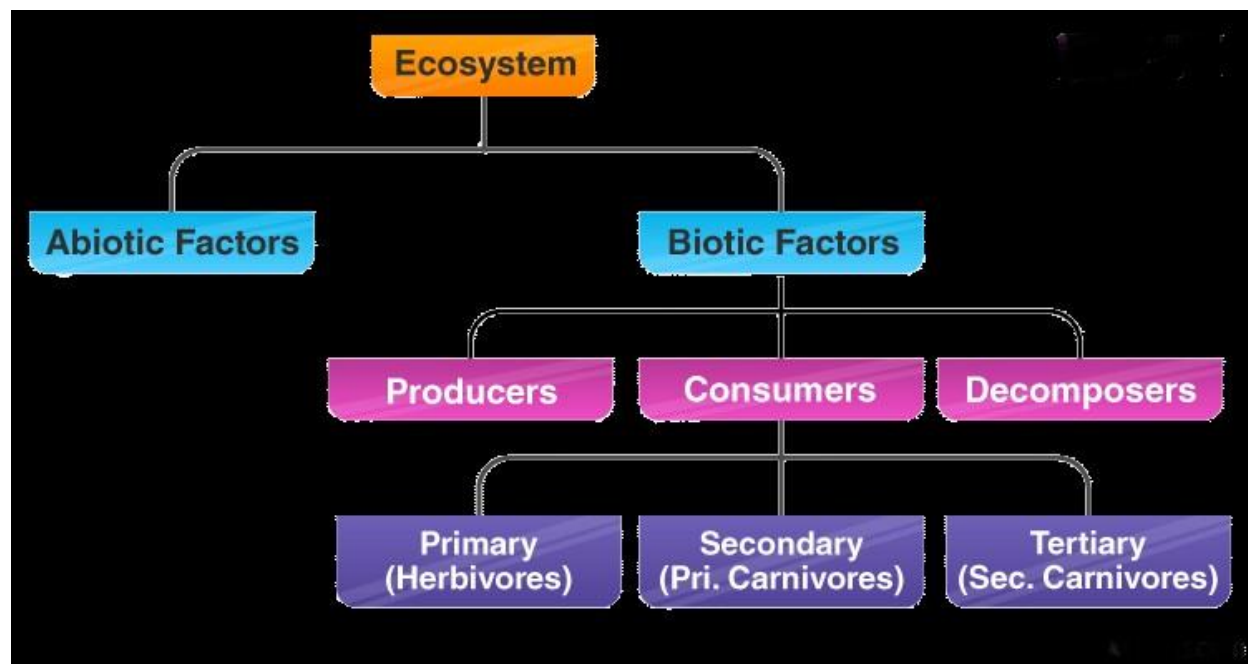 Ecosystem
Abiotic Factors
Biotic Factors
Producers
Consumers
Decomposers
Primary
(Herbivores)
Secondary
(Pri. Carnivores)
Tertiary
(Sec. Carnivores)